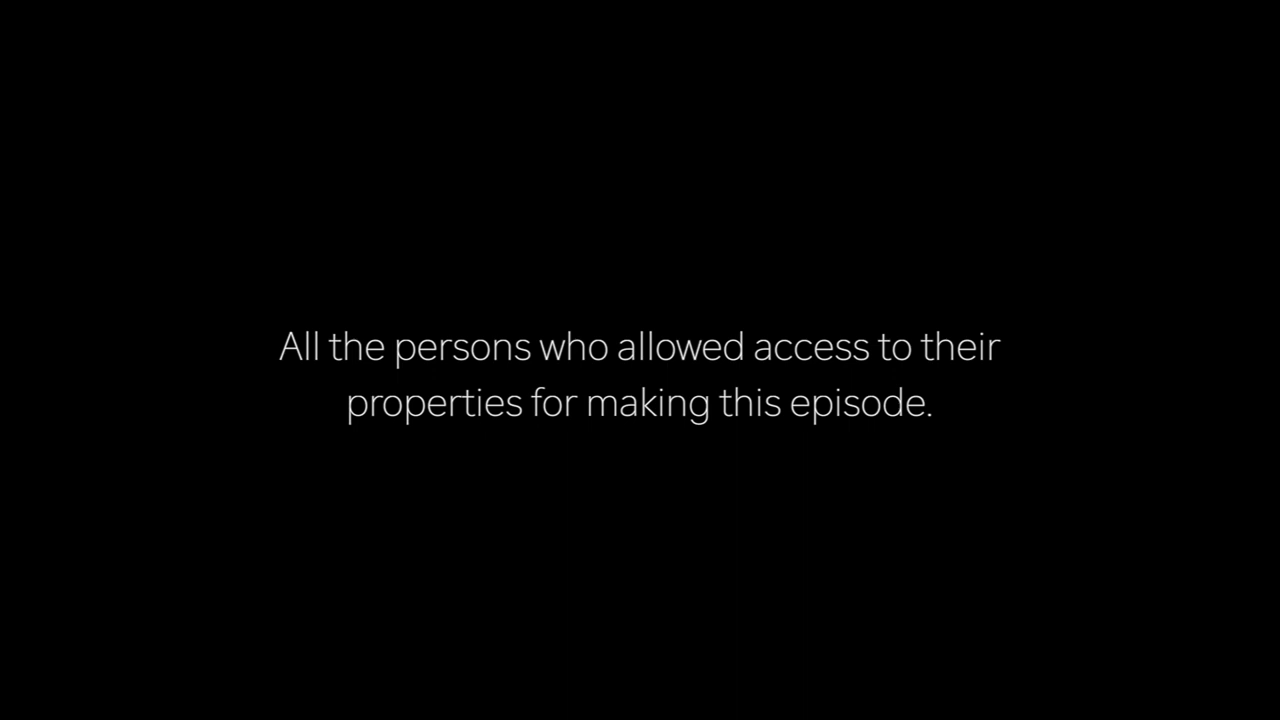 All the persons who allowed access to their
properties for making this episode.